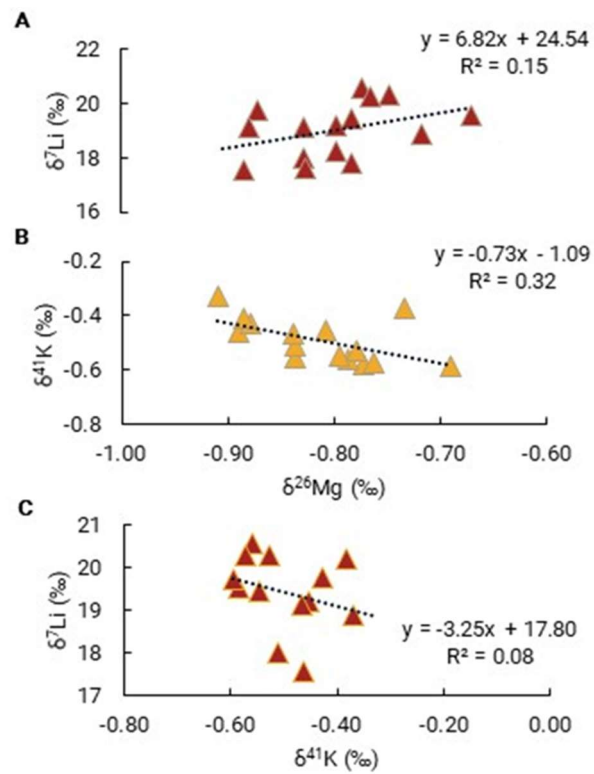 A
y = 6.82x + 24.54
R² = 0.15
22
20
18
16
δ⁷Li (‰)
B
y = -0.73x - 1.09
R² = 0.32
-0.2
-0.4
-0.6
-0.8
δ⁴¹K (‰)
-1.00 -0.90 -0.80 -0.70 -0.60
δ²⁶Mg (‰)
C
21
20
19
18
17
δ⁷Li (‰)
y = -3.25x + 17.80
R² = 0.08
-0.80 -0.60 -0.40 -0.20 0.00
δ⁴¹K (‰)